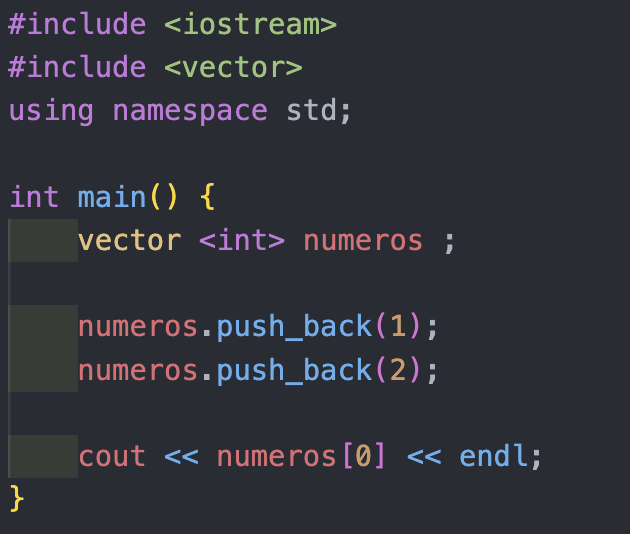 #include <iostream>
#include <vector>
using namespace std;
int main() {
    vector <int> numeros ;
    numeros.push_back(1);
    numeros.push_back(2);
    cout << numeros[0] << endl;
}